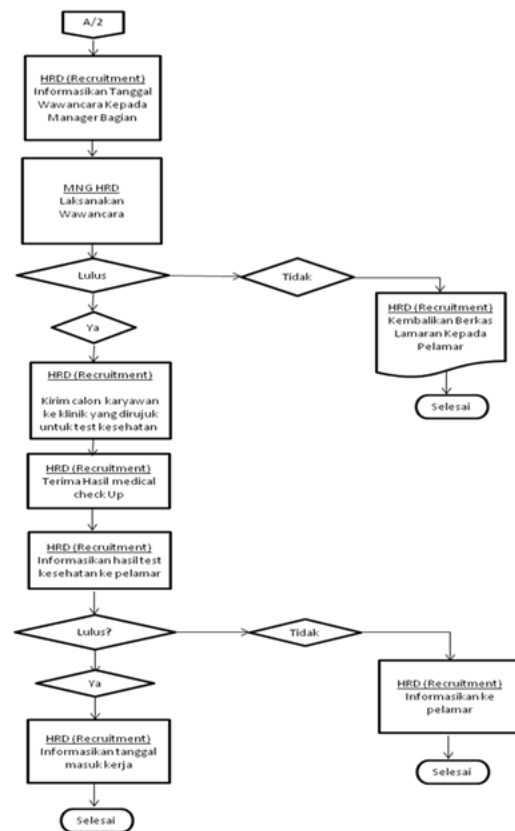 A/2
HRD (Recruitment)
Informasikan Tanggal
Wawancara Kepada
Manager Bagian
MNG HRD
Laksanakan
Wawancara
Lulus
Tidak
Ya
HRD (Recruitment)
Kembalikan Berkas
Lamaran Kepada
Pelamar
Selesai
HRD (Recruitment)
Kirim calon karyawan
ke klinik yang dirujuk
untuk test kesehatan
HRD (Recruitment)
Terima Hasil medical
check Up
HRD (Recruitment)
Informasikan hasil test
kesehatan ke pelamar
Lulus?
Tidak
Ya
HRD (Recruitment)
Informasikan ke
pelamar
Selesai
HRD (Recruitment)
Informasikan tanggal
masuk kerja
Selesai